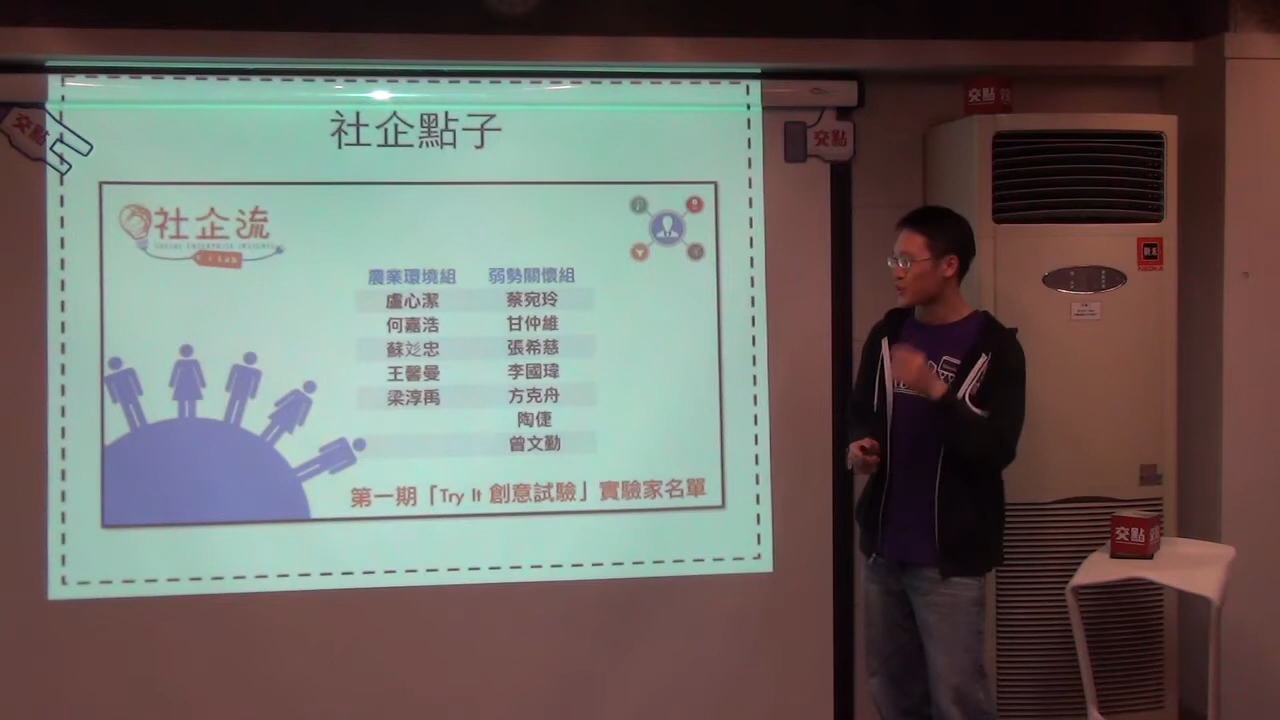 社企點子
交點
交點
交點
社企流
SOCIAL ENTERPRISE INSIGHTS
農業環境組 弱勢關懷組
盧心潔 蔡宛玲
何嘉浩 甘仲維
蘇彣忠 張希慈
王馨曼 李國瑋
梁淳禹 方克舟
陶倢
曾文勤
第一期「Try It 創意試驗」實驗家名單
NEOKA
交點